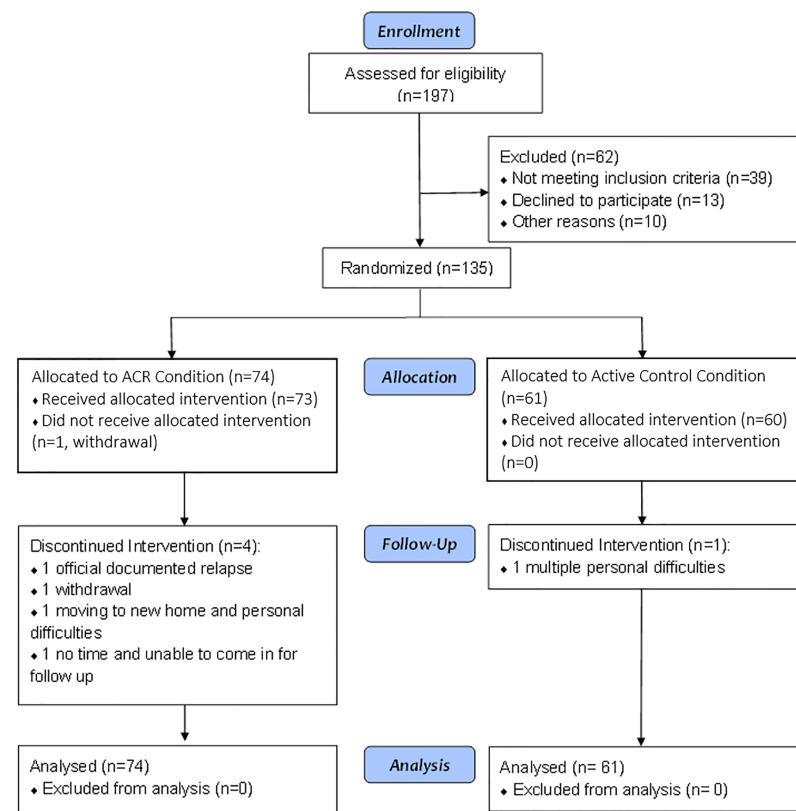 Enrollment
Assessed for eligibility
(n=197)
Excluded (n=62)
⬥ Not meeting inclusion criteria (n=39)
⬥ Declined to participate (n=13)
⬥ Other reasons (n=10)
Randomized (n=135)
Allocation
Allocated to ACR Condition (n=74)
⬥ Received allocated intervention (n=73)
⬥ Did not receive allocated intervention
(n=1, withdrawal)
Allocated to Active Control Condition
(n=61)
⬥ Received allocated intervention (n=60)
⬥ Did not receive allocated intervention
(n=0)
Follow-Up
Discontinued Intervention (n=4):
⬥ 1 official documented relapse
⬥ 1 withdrawal
⬥ 1 moving to new home and personal
difficulties
⬥ 1 no time and unable to come in for
follow up
Discontinued Intervention (n=1):
⬥ 1 multiple personal difficulties
Analysis
Analysed (n=74)
⬥ Excluded from analysis (n=0)
Analysed (n= 61)
⬥ Excluded from analysis (n= 0)